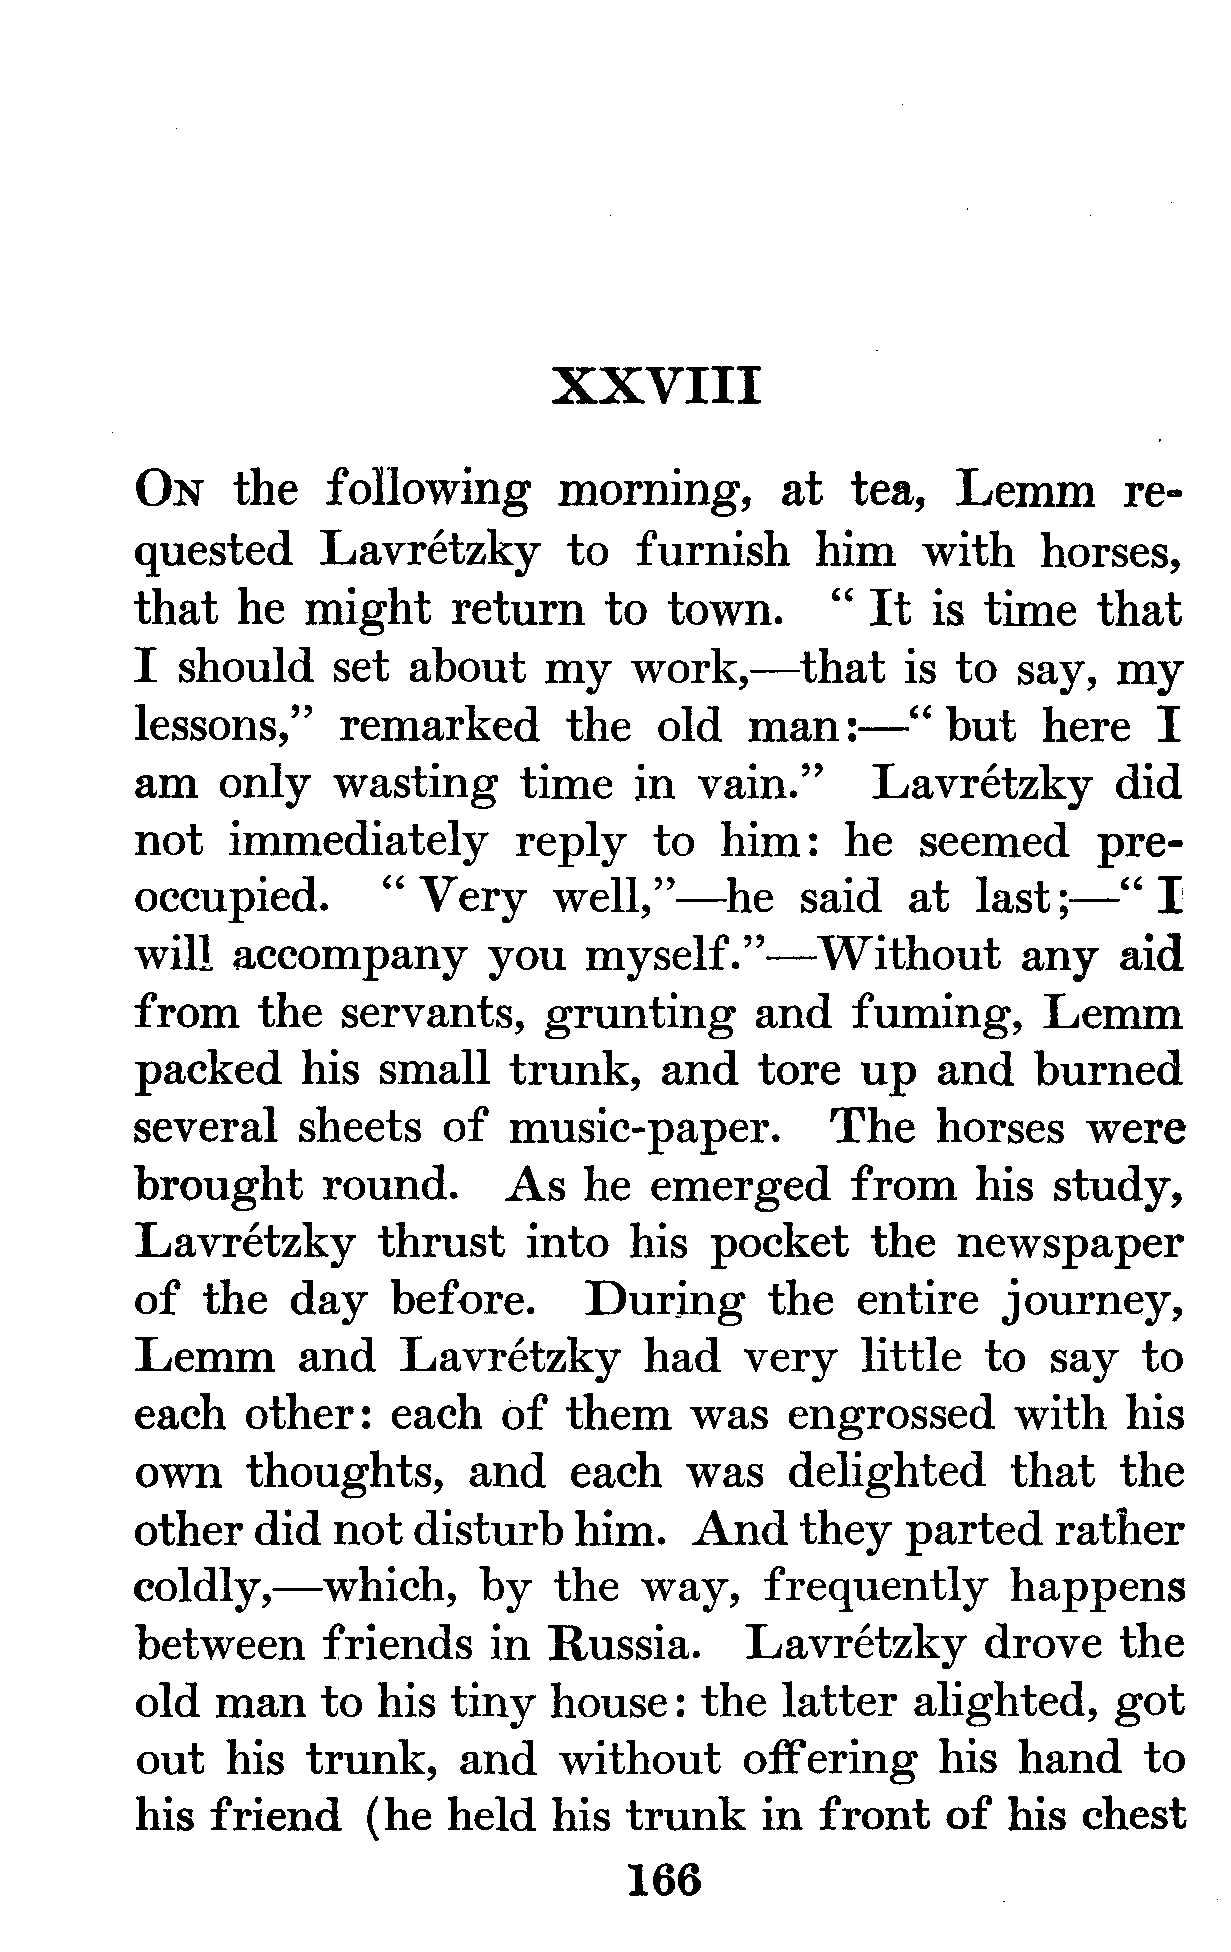 XXVIII
On the following morning, at tea, Lemm re-
quested Lavrétzky to furnish him with horses,
that he might return to town. " It is time that
I should set about my work,—that is to say, my
lessons," remarked the old man:—" but here I
am only wasting time in vain." Lavrétzky did
not immediately reply to him: he seemed pre-
occupied. " Very well,"—he said at last;—" I
will accompany you myself."—Without any aid
from the servants, grunting and fuming, Lemm
packed his small trunk, and tore up and burned
several sheets of music-paper. The horses were
brought round. As he emerged from his study,
Lavrétzky thrust into his pocket the newspaper
of the day before. During the entire journey,
Lemm and Lavrétzky had very little to say to
each other: each of them was engrossed with his
own thoughts, and each was delighted that the
other did not disturb him. And they parted rather
coldly,—which, by the way, frequently happens
between friends in Russia. Lavrétzky drove the
old man to his tiny house: the latter alighted, got
out his trunk, and without offering his hand to
his friend (he held his trunk in front of his chest
166